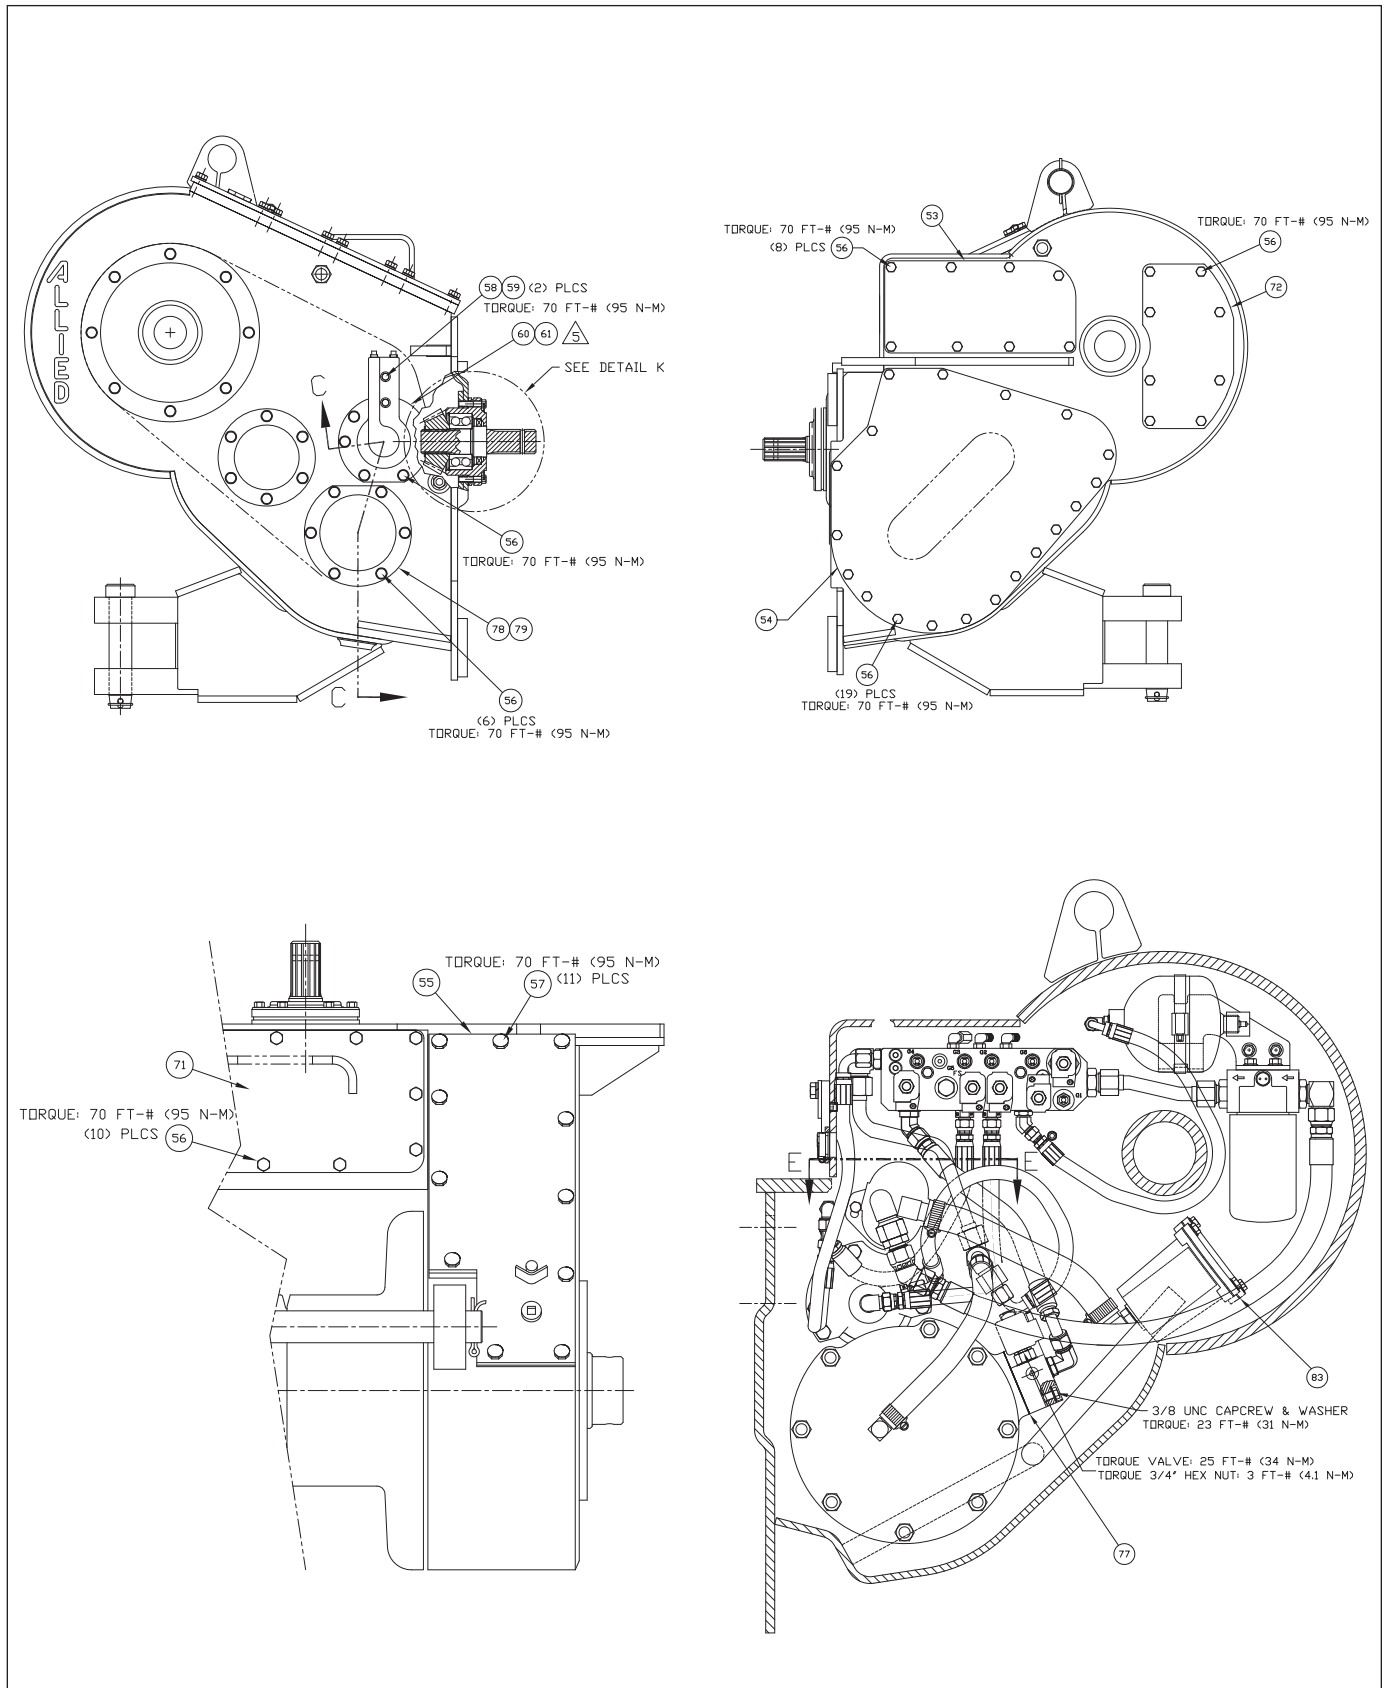 ALLIED
58 59 (2) PLCS
TORQUE: 70 FT-# (95 N-M)
60 61 5
SEE DETAIL K
C
56
TORQUE: 70 FT-# (95 N-M)
78 79
C
56
(6) PLCS
TORQUE: 70 FT-# (95 N-M)
53
TORQUE: 70 FT-# (95 N-M)
(8) PLCS 56
TORQUE: 70 FT-# (95 N-M)
56
72
54
56
(19) PLCS
TORQUE: 70 FT-# (95 N-M)
TORQUE: 70 FT-# (95 N-M)
55
57 (11) PLCS
71
TORQUE: 70 FT-# (95 N-M)
(10) PLCS 56
FS
G1
E E
83
3/8 UNC CAPCREW & WASHER
TORQUE: 23 FT-# (31 N-M)
TORQUE VALVE: 25 FT-# (34 N-M)
TORQUE 3/4" HEX NUT: 3 FT-# (4.1 N-M)
77